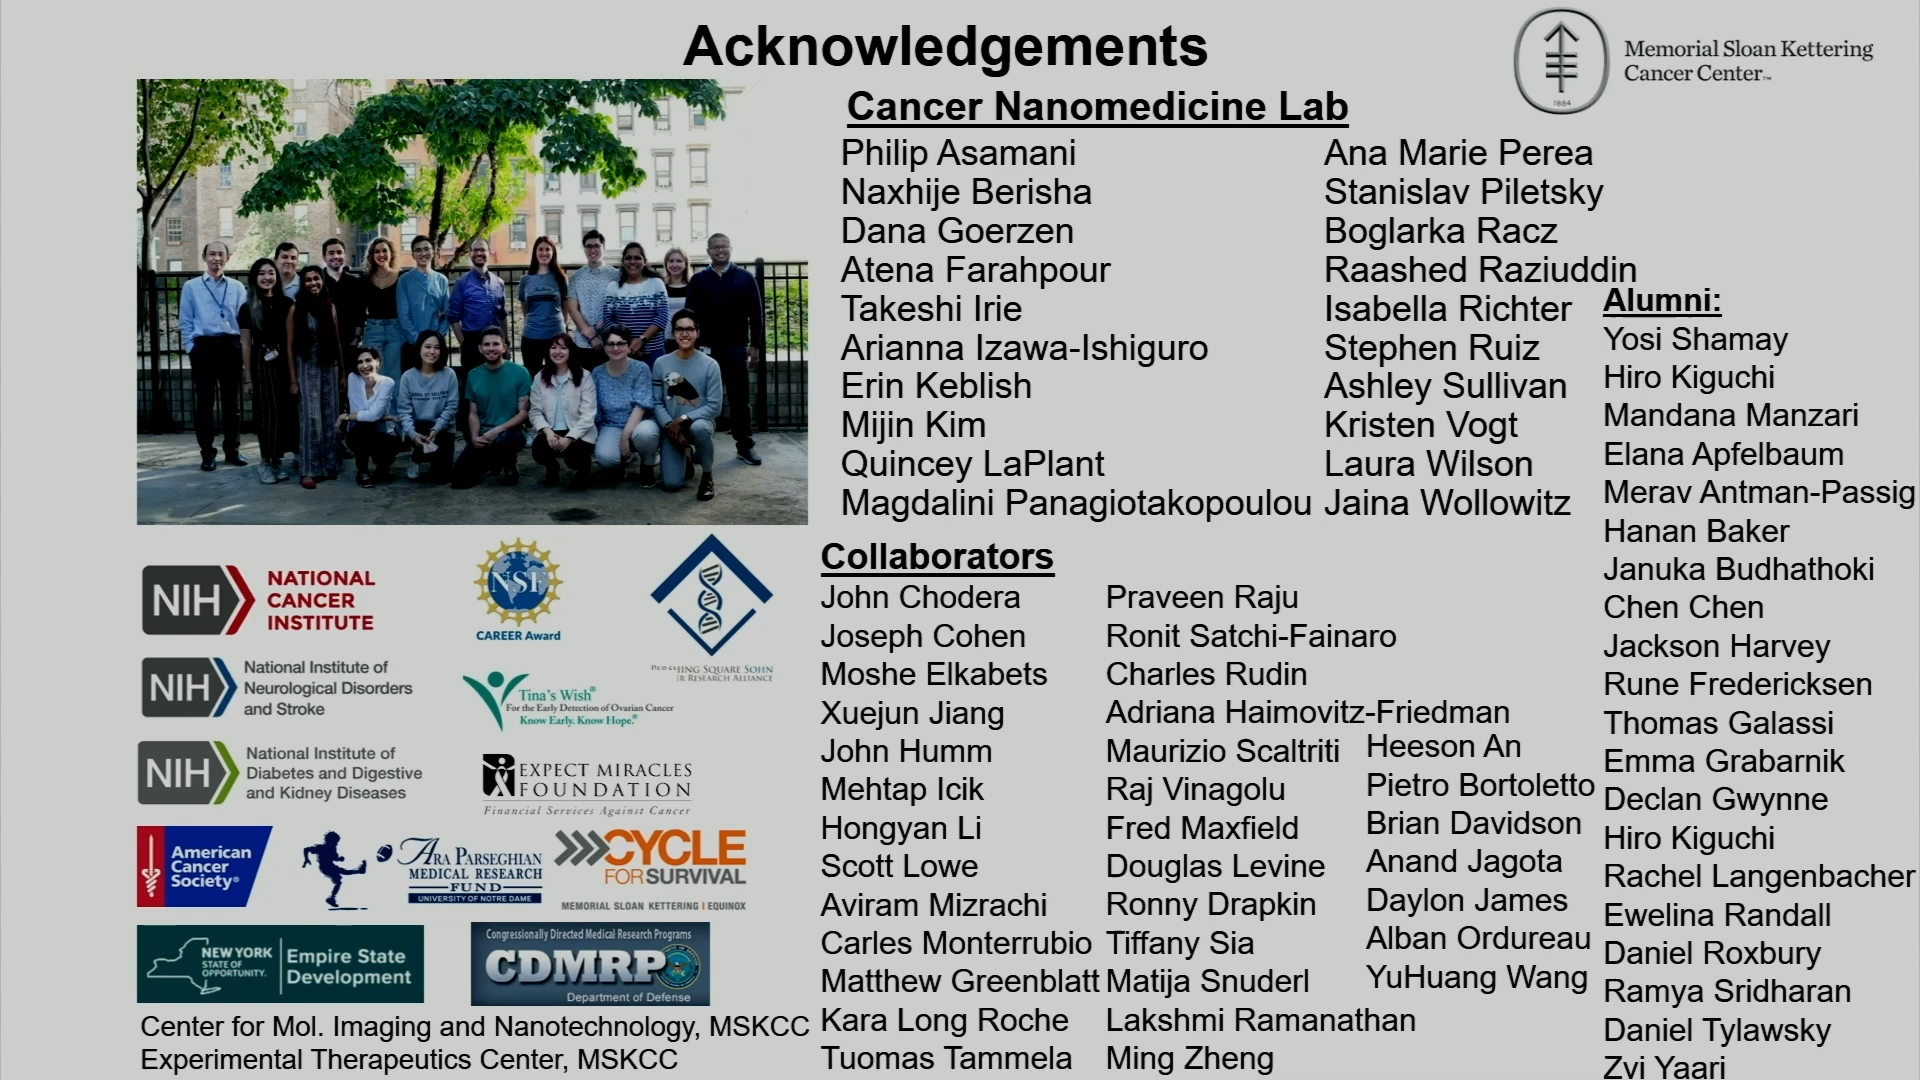 Acknowledgements
Memorial Sloan Kettering
Cancer Center™
1884
Cancer Nanomedicine Lab
Philip Asamani
Naxhije Berisha
Dana Goerzen
Atena Farahpour
Takeshi Irie
Arianna Izawa-Ishiguro
Erin Keblish
Mijin Kim
Quincey LaPlant
Magdalini Panagiotakopoulou
Ana Marie Perea
Stanislav Piletsky
Boglarka Racz
Raashed Raziuddin
Isabella Richter
Stephen Ruiz
Ashley Sullivan
Kristen Vogt
Laura Wilson
Jaina Wollowitz
Alumni:
Yosi Shamay
Hiro Kiguchi
Mandana Manzari
Elana Apfelbaum
Merav Antman-Passig
Hanan Baker
Januka Budhathoki
Chen Chen
Jackson Harvey
Rune Fredericksen
Thomas Galassi
Emma Grabarnik
Declan Gwynne
Hiro Kiguchi
Rachel Langenbacher
Ewelina Randall
Daniel Roxbury
Ramya Sridharan
Daniel Tylawsky
Zvi Yaari
Collaborators
John Chodera
Joseph Cohen
Moshe Elkabets
Xuejun Jiang
John Humm
Mehtap Icik
Hongyan Li
Scott Lowe
Aviram Mizrachi
Carles Monterrubio
Matthew Greenblatt
Kara Long Roche
Tuomas Tammela
Praveen Raju
Ronit Satchi-Fainaro
Charles Rudin
Adriana Haimovitz-Friedman
Maurizio Scaltriti
Raj Vinagolu
Fred Maxfield
Douglas Levine
Ronny Drapkin
Tiffany Sia
Matija Snuderl
Lakshmi Ramanathan
Ming Zheng
Heeson An
Pietro Bortoletto
Brian Davidson
Anand Jagota
Daylon James
Alban Ordureau
YuHuang Wang
NIH
NATIONAL
CANCER
INSTITUTE
NSF
CAREER Award
SQUARE SOHN
RESEARCH ALLIANCE
NIH
National Institute of
Neurological Disorders
and Stroke
Tina's Wish®
For the Early Detection of Ovarian Cancer
Know Early. Know Hope.®
NIH
National Institute of
Diabetes and Digestive
and Kidney Diseases
EXPECT MIRACLES
FOUNDATION
Financial Services Against Cancer
American
Cancer
Society®
ARA PARSEGHIAN
MEDICAL RESEARCH
FUND
UNIVERSITY OF NOTRE DAME
CYCLE
FOR SURVIVAL
MEMORIAL SLOAN KETTERING | EQUINOX
NEW YORK
STATE OF
OPPORTUNITY.
Empire State
Development
Congressionally Directed Medical Research Programs
CDMRP
Department of Defense
Center for Mol. Imaging and Nanotechnology, MSKCC
Experimental Therapeutics Center, MSKCC